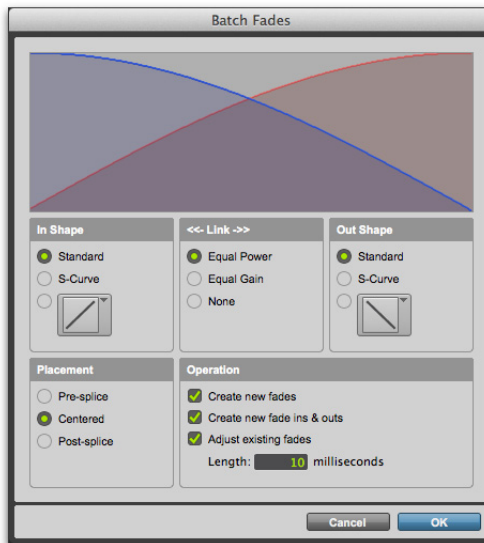 Batch Fades
In Shape
Standard
S-Curve
<<- Link ->>
Equal Power
Equal Gain
None
Out Shape
Standard
S-Curve
Placement
Pre-splice
Centered
Post-splice
Operation
Create new fades
Create new fade ins & outs
Adjust existing fades
Length: 10 milliseconds
Cancel
OK